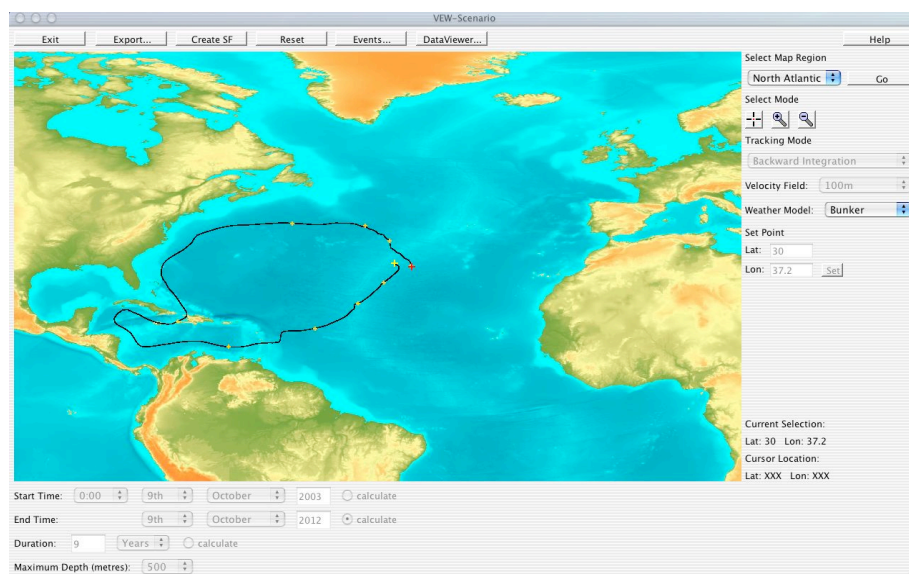 VEW-Scenario
Exit Export... Create SF Reset Events... DataViewer... Help
Select Map Region
North Atlantic Go
Select Mode
Tracking Mode
Backward Integration
Velocity Field: 100m
Weather Model: Bunker
Set Point
Lat: 30
Lon: 37.2 Set
Current Selection:
Lat: 30 Lon: 37.2
Cursor Location:
Lat: XXX Lon: XXX
Start Time: 0:00 9th October 2003 calculate
End Time: 9th October 2012 calculate
Duration: 9 Years calculate
Maximum Depth (metres): 500